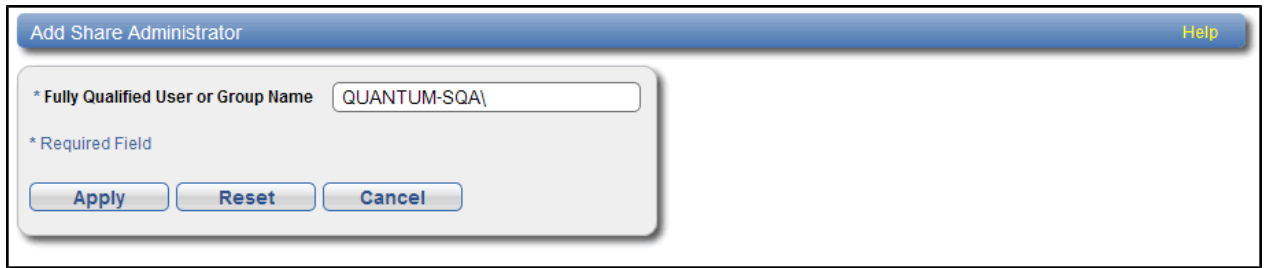 Add Share Administrator Help
* Fully Qualified User or Group Name QUANTUM-SQA\
* Required Field
Apply Reset Cancel